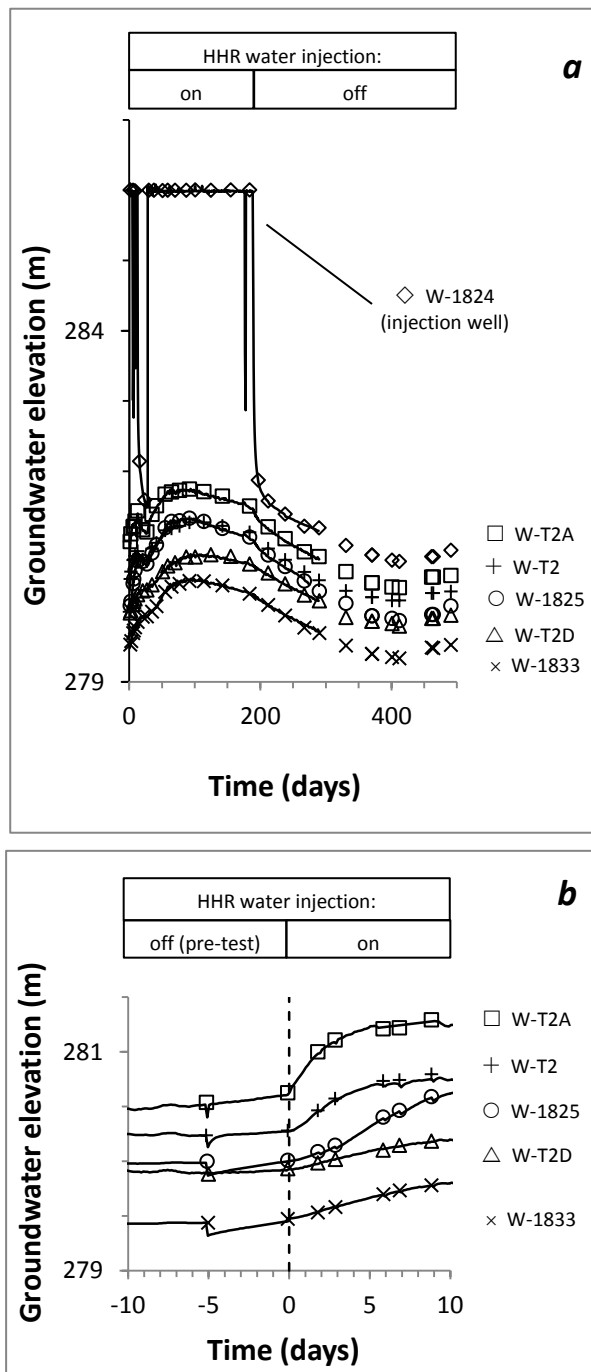 HHR water injection:
on off
a
Groundwater elevation (m)
284
279
W-1824
(injection well)
W-T2A
W-T2
W-1825
W-T2D
W-1833
0 200 400
Time (days)
HHR water injection:
off (pre-test) on
b
Groundwater elevation (m)
281
279
W-T2A
W-T2
W-1825
W-T2D
W-1833
-10 -5 0 5 10
Time (days)